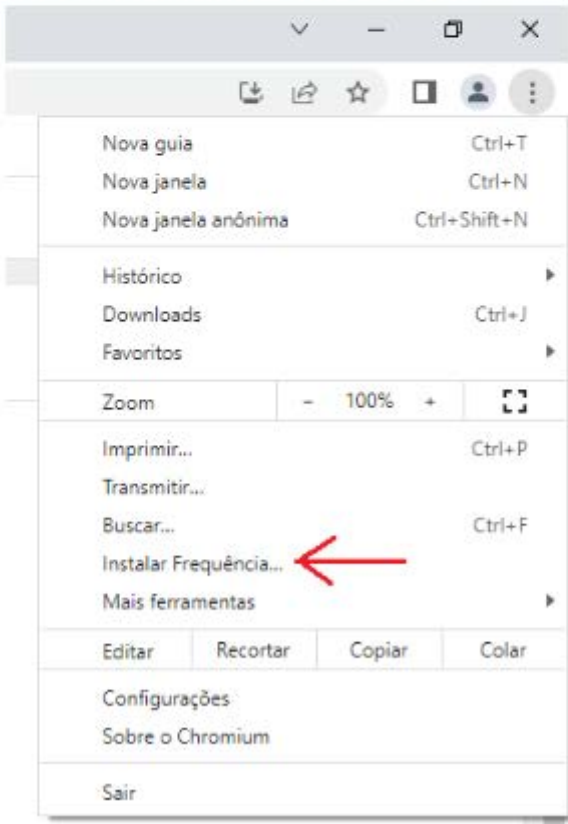 Nova guia Ctrl+T
Nova janela Ctrl+N
Nova janela anônima Ctrl+Shift+N
Histórico
Downloads Ctrl+J
Favoritos
Zoom - 100% +
Imprimir... Ctrl+P
Transmitir...
Buscar... Ctrl+F
Instalar Frequência...
Mais ferramentas
Editar Recortar Copiar Colar
Configurações
Sobre o Chromium
Sair